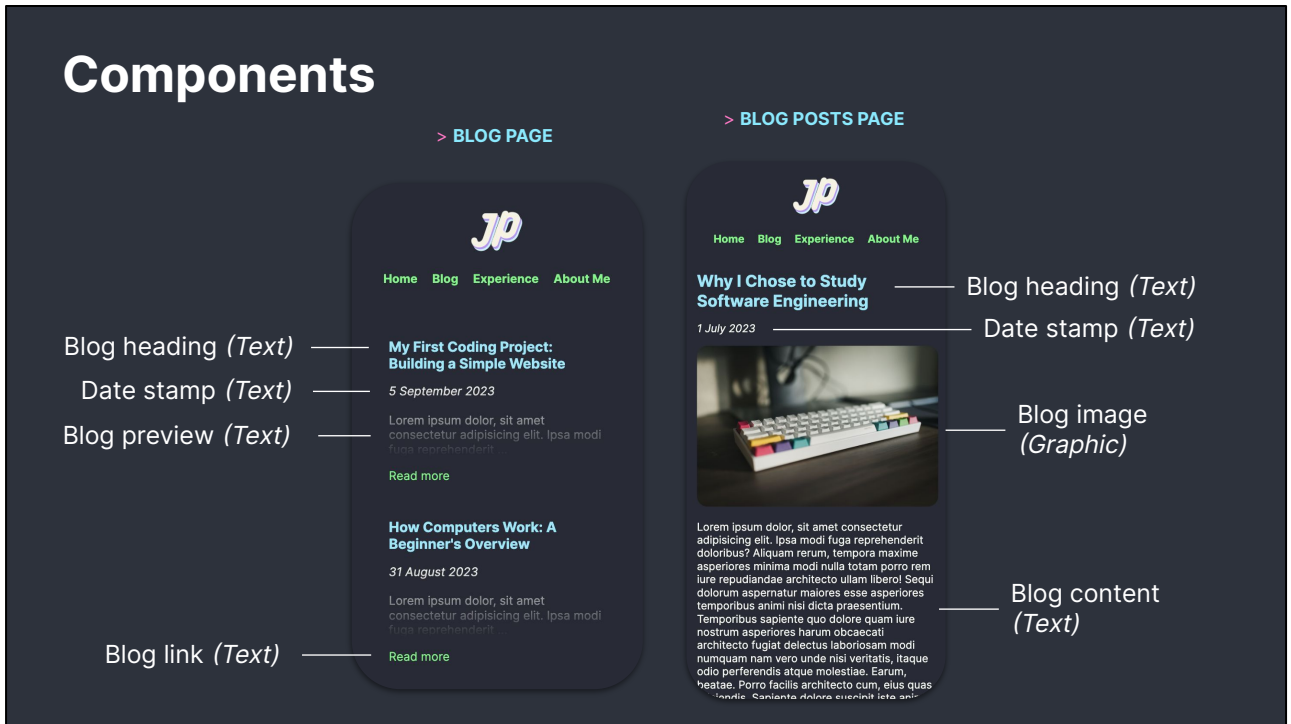 Components
> BLOG PAGE
JP
Home Blog Experience About Me
Blog heading (Text)
My First Coding Project:
Building a Simple Website
Date stamp (Text)
5 September 2023
Blog preview (Text)
Lorem ipsum dolor, sit amet
consectetur adipisicing elit. Ipsa modi
fuga reprehenderit ...
Read more
How Computers Work: A
Beginner's Overview
31 August 2023
Lorem ipsum dolor, sit amet
consectetur adipisicing elit. Ipsa modi
fuga reprehenderit ...
Blog link (Text)
Read more
> BLOG POSTS PAGE
JP
Home Blog Experience About Me
Why I Chose to Study
Software Engineering
Blog heading (Text)
1 July 2023
Date stamp (Text)
Blog image
(Graphic)
Lorem ipsum dolor, sit amet consectetur
adipisicing elit. Ipsa modi fuga reprehenderit
doloribus? Aliquam rerum, tempora maxime
asperiores minima modi nulla totam porro rem
iure repudiandae architecto ullam libero! Sequi
dolorum aspernatur maiores esse asperiores
temporibus animi nisi dicta praesentium.
Temporibus sapiente quo dolore quam iure
nostrum asperiores harum obcaecati
architecto fugiat delectus laboriosam modi
numquam nam vero unde nisi veritatis, itaque
odio perferendis atque molestiae. Earum,
beatae. Porro facilis architecto cum, eius quas
Sapiente dolore suscipit iste
Blog content
(Text)